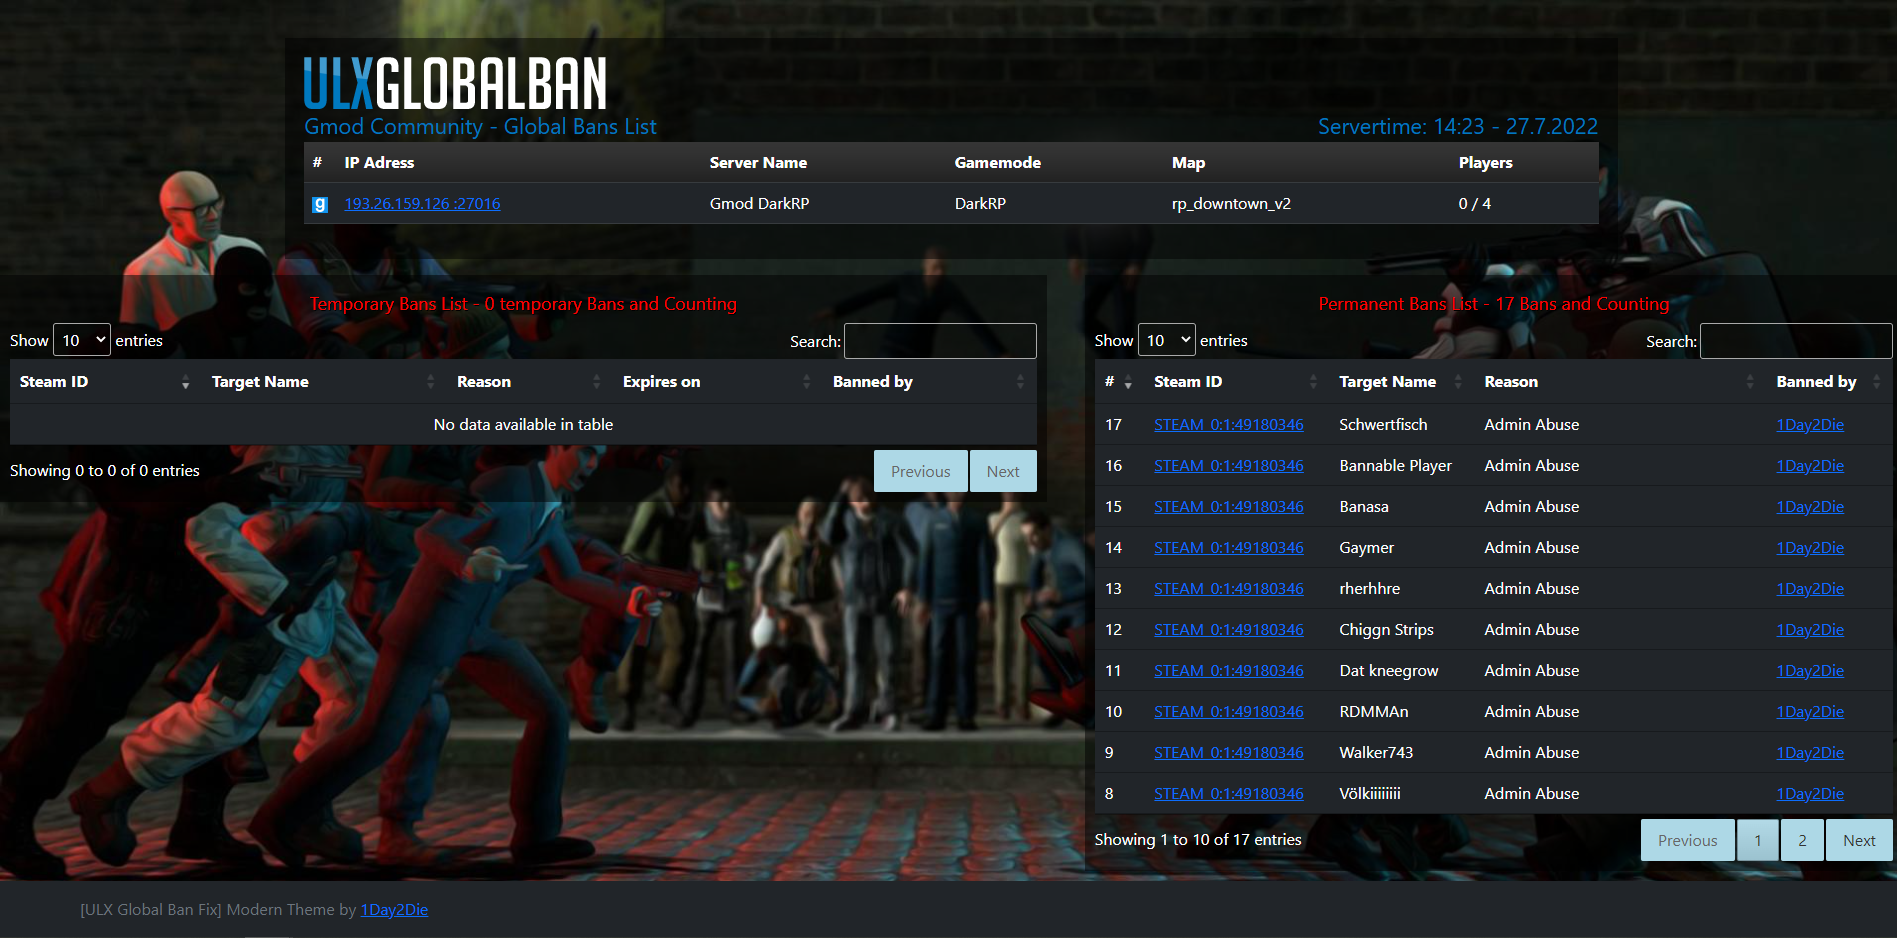 ULXGLOBALBAN
Gmod Community - Global Bans List
Servertime: 14:23 - 27.7.2022
# IP Adress Server Name Gamemode Map Players
g 193.26.159.126 :27016 Gmod DarkRP DarkRP rp_downtown_v2 0 / 4
Temporary Bans List - 0 temporary Bans and Counting
Show 10 entries Search:
Steam ID Target Name Reason Expires on Banned by
No data available in table
Showing 0 to 0 of 0 entries Previous Next
Permanent Bans List - 17 Bans and Counting
Show 10 entries Search:
# Steam ID Target Name Reason Banned by
17 STEAM_0:1:49180346 Schwertfisch Admin Abuse 1Day2Die
16 STEAM_0:1:49180346 Bannable Player Admin Abuse 1Day2Die
15 STEAM_0:1:49180346 Banasa Admin Abuse 1Day2Die
14 STEAM_0:1:49180346 Gaymer Admin Abuse 1Day2Die
13 STEAM_0:1:49180346 rherhhre Admin Abuse 1Day2Die
12 STEAM_0:1:49180346 Chiggn Strips Admin Abuse 1Day2Die
11 STEAM_0:1:49180346 Dat kneegrow Admin Abuse 1Day2Die
10 STEAM_0:1:49180346 RDMMAn Admin Abuse 1Day2Die
9 STEAM_0:1:49180346 Walker743 Admin Abuse 1Day2Die
8 STEAM_0:1:49180346 Völkiiiiiiii Admin Abuse 1Day2Die
Showing 1 to 10 of 17 entries Previous 1 2 Next
[ULX Global Ban Fix] Modern Theme by 1Day2Die